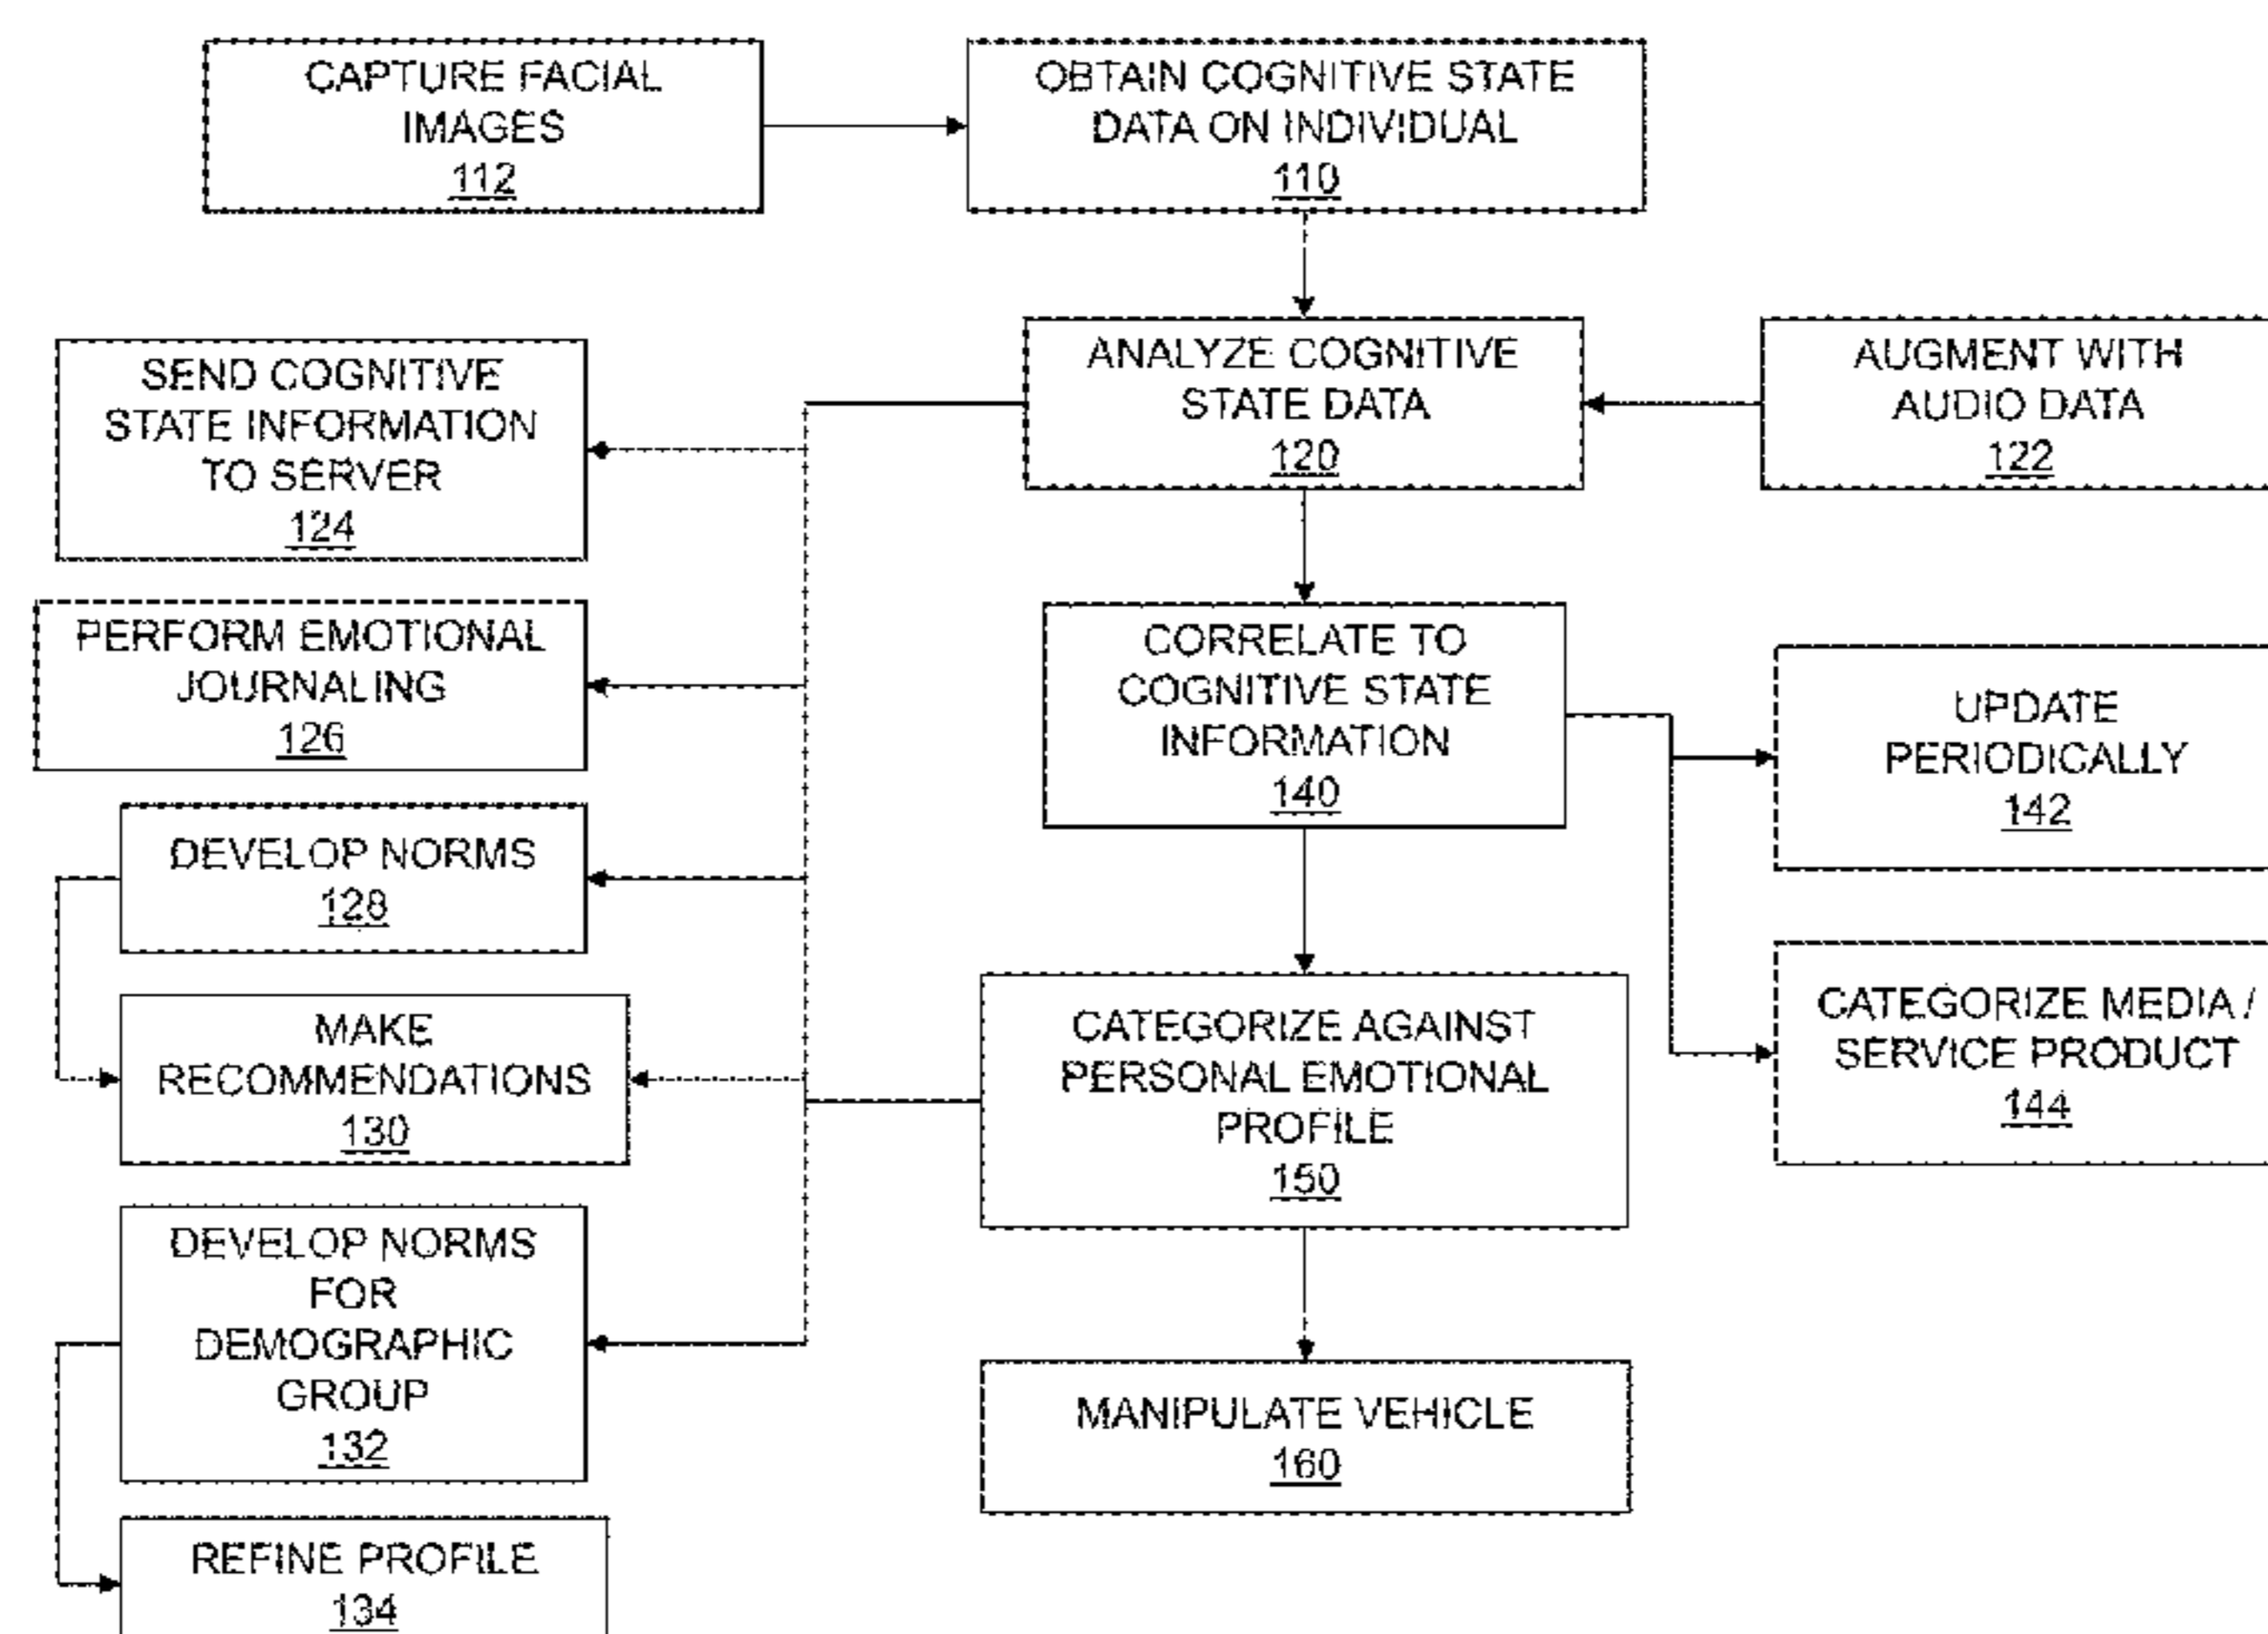 CAPTURE FACIAL
IMAGES
112
OBTAIN COGNITIVE STATE
DATA ON INDIVIDUAL
110
SEND COGNITIVE
STATE INFORMATION
TO SERVER
124
ANALYZE COGNITIVE
STATE DATA
120
AUGMENT WITH
AUDIO DATA
122
PERFORM EMOTIONAL
JOURNALING
126
CORRELATE TO
COGNITIVE STATE
INFORMATION
140
UPDATE
PERIODICALLY
142
DEVELOP NORMS
128
MAKE
RECOMMENDATIONS
130
CATEGORIZE AGAINST
PERSONAL EMOTIONAL
PROFILE
150
CATEGORIZE MEDIA /
SERVICE PRODUCT
144
DEVELOP NORMS
FOR
DEMOGRAPHIC
GROUP
132
MANIPULATE VEHICLE
160
REFINE PROFILE
134